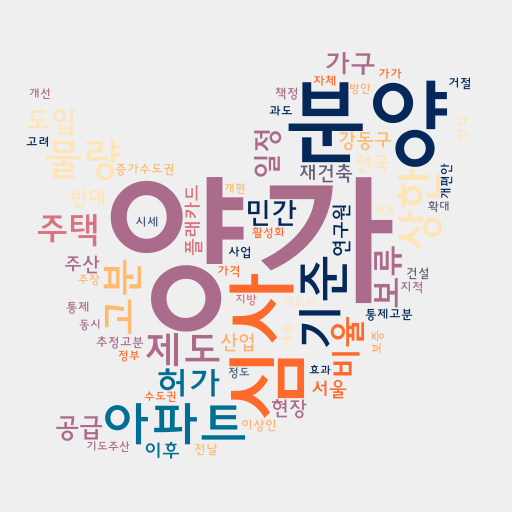 개선
도입
고려
물량
증가수도권
반대
플래카드
주택
시세
주산
주장
고분
통제
동시
추정고분
정부
제도
허가
수도권
아파트
공급
기도주산
이후
전날
이상인
현장
서울
효과
정도
산업
지방
가격
사업
활성화
개편
양가
심사
민간
기준
연구원
비율
보류
통제고분
건설
지적
확대
개편안
상한
분양
거절
가가
방안
자체
가구
책정
과도
강동구
일정
재건축
전국